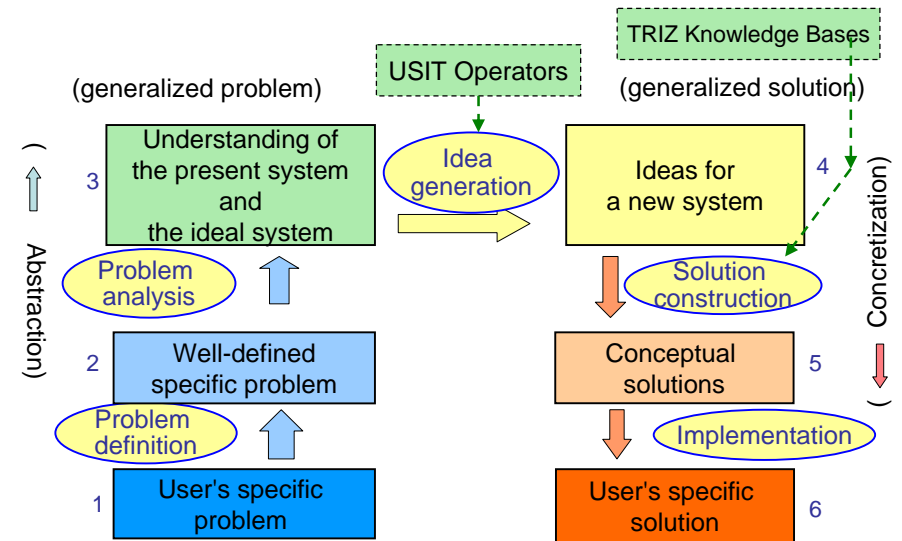 TRIZ Knowledge Bases
USIT Operators
(generalized problem)
(generalized solution)
Understanding of
the present system
and
the ideal system
3
Idea
generation
Ideas for
a new system
4
( Abstraction)
Problem
analysis
Solution
construction
Concretization)
(
2
Well-defined
specific problem
Conceptual
solutions
5
Problem
definition
Implementation
1
User's specific
problem
User's specific
solution
6